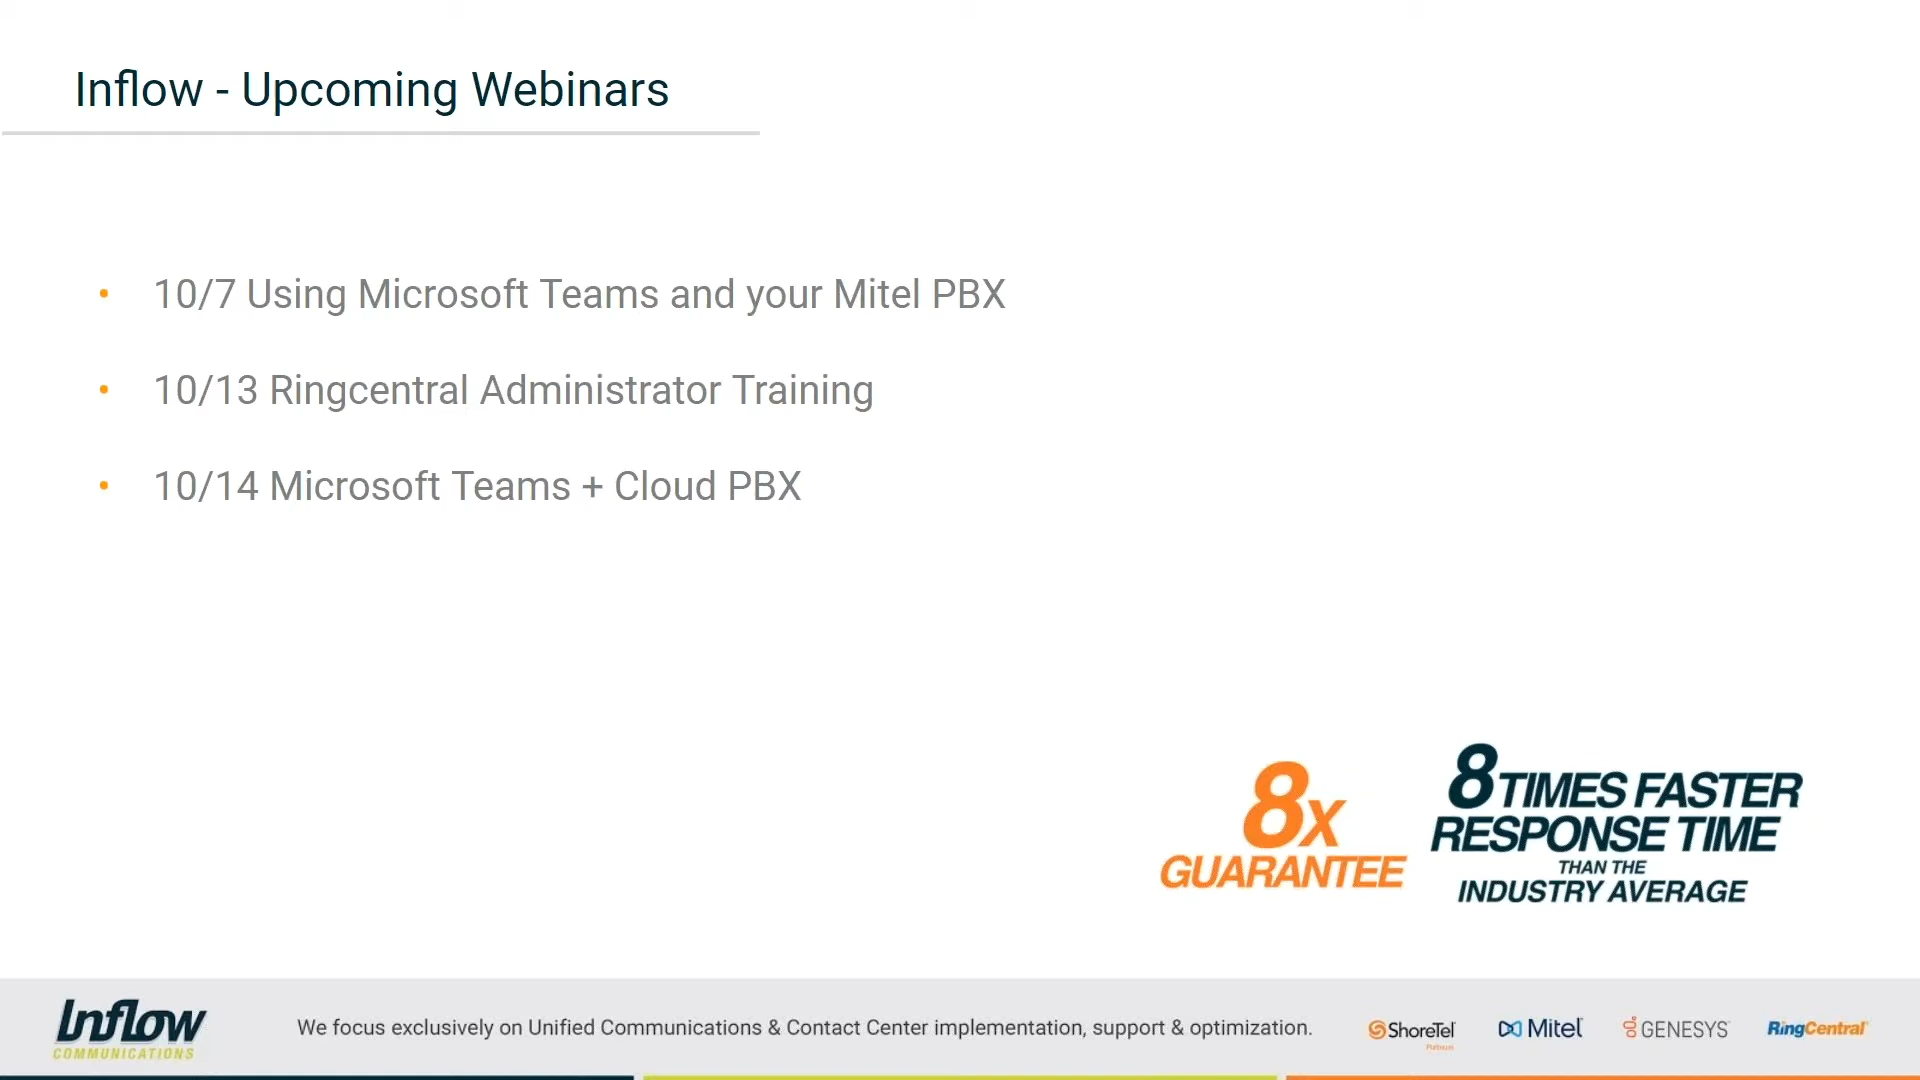 Inflow - Upcoming Webinars
• 10/7 Using Microsoft Teams and your Mitel PBX
• 10/13 Ringcentral Administrator Training
• 10/14 Microsoft Teams + Cloud PBX
8X
GUARANTEE
8 TIMES FASTER
RESPONSE TIME
THAN THE
INDUSTRY AVERAGE
Inflow
COMMUNICATIONS
We focus exclusively on Unified Communications & Contact Center implementation, support & optimization.
ShoreTel
Platinum
Mitel
GENESYS
RingCentral